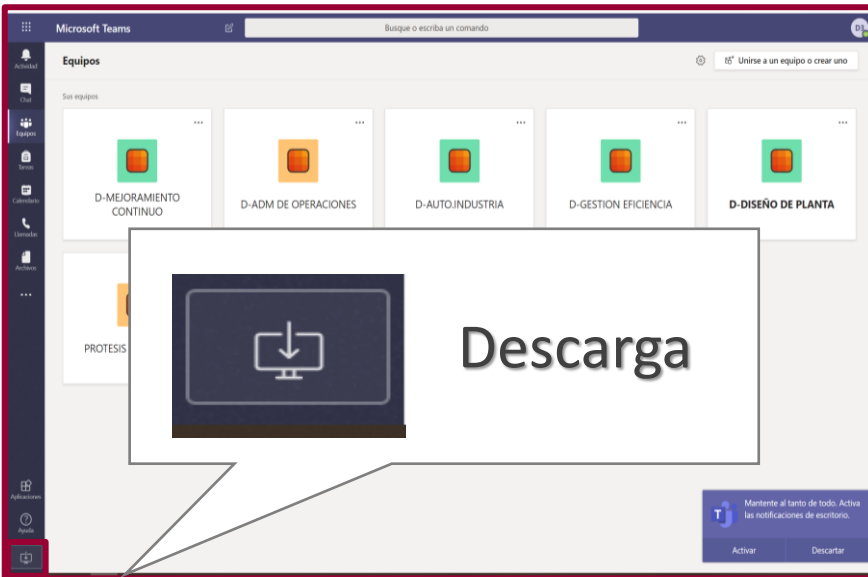 Microsoft Teams
Busque o escriba un comando
D1
Actividad
Equipos
Unirse a un equipo o crear uno
Chat
Sus equipos
Equipos
Tareas
Calendario
Llamadas
Archivos
D-MEJORAMIENTO
CONTINUO
D-ADM DE OPERACIONES
D-AUTO.INDUSTRIA
D-GESTION EFICIENCIA
D-DISEÑO DE PLANTA
PROTESIS
Descarga
Aplicaciones
Ayuda
T
Mantente al tanto de todo. Activa
las notificaciones de escritorio.
Activar
Descartar